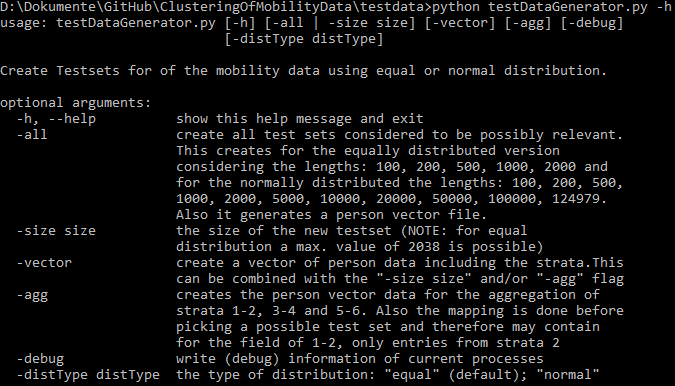 D:\Dokumente\GitHub\ClusteringOfMobilityData\testdata>python testDataGenerator.py -h
usage: testDataGenerator.py [-h] [-all | -size size] [-vector] [-agg] [-debug]
[-distType distType]
Create Testsets for of the mobility data using equal or normal distribution.
optional arguments:
-h, --help show this help message and exit
-all create all test sets considered to be possibly relevant.
This creates for the equally distributed version
considering the lengths: 100, 200, 500, 1000, 2000 and
for the normally distributed the lengths: 100, 200, 500,
1000, 2000, 5000, 10000, 20000, 50000, 100000, 124979.
Also it generates a person vector file.
-size size the size of the new testset (NOTE: for equal
distribution a max. value of 2038 is possible)
-vector create a vector of person data including the strata.This
can be combined with the "-size size" and/or "-agg" flag
-agg creates the person vector data for the aggregation of
strata 1-2, 3-4 and 5-6. Also the mapping is done before
picking a possible test set and therefore may contain
for the field of 1-2, only entries from strata 2
-debug write (debug) information of current processes
-distType distType the type of distribution: "equal" (default); "normal"